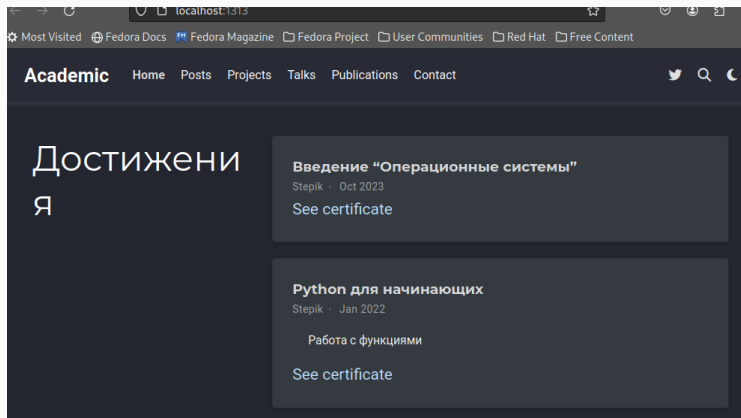 localhost:1313
Most Visited Fedora Docs Fedora Magazine Fedora Project User Communities Red Hat Free Content
Academic Home Posts Projects Talks Publications Contact
Достижени
я
Введение “Операционные системы”
Stepik · Oct 2023
See certificate
Python для начинающих
Stepik · Jan 2022
Работа с функциями
See certificate